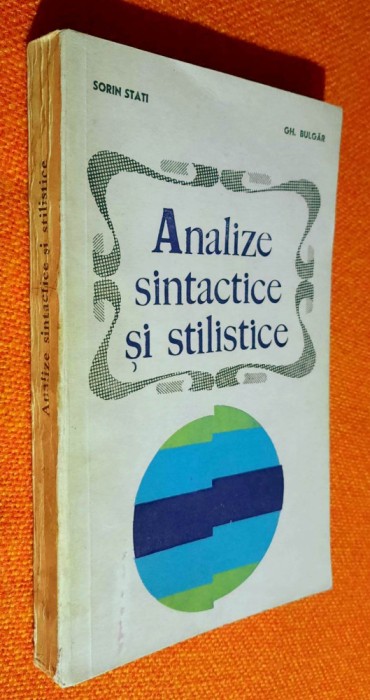 SORIN STATI
GH. BULGĂR
Analize
sintactice
și stilistice
Analize sintactice și stilistice